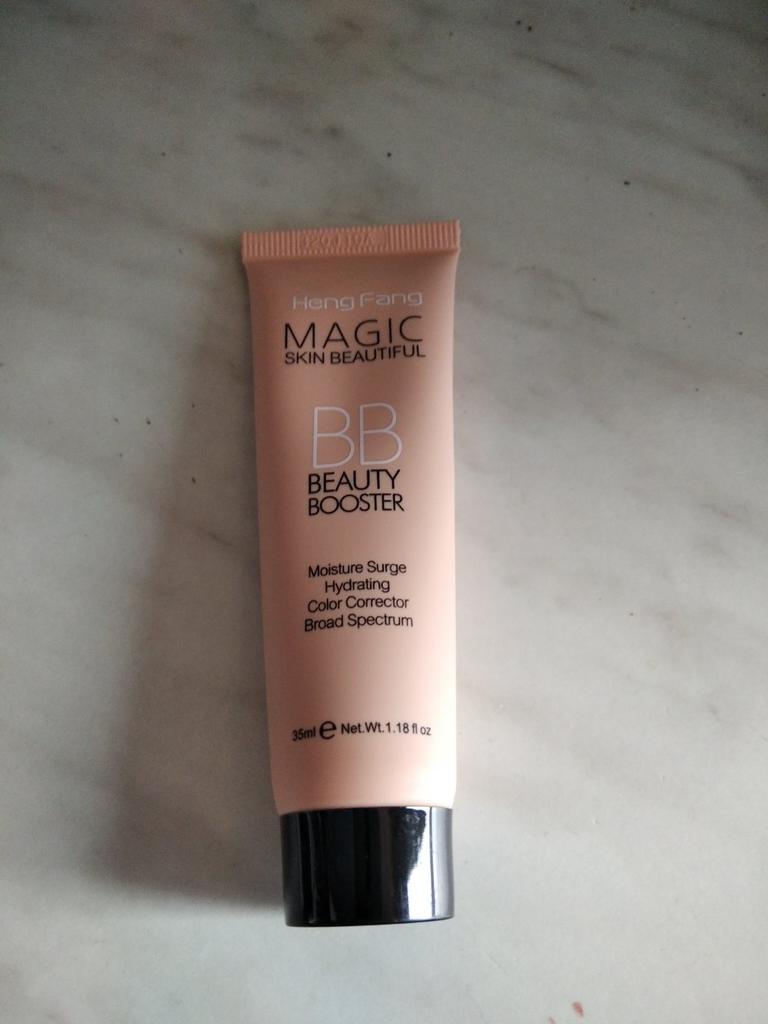 Heng Fang
MAGIC
SKIN BEAUTIFUL
BB
BEAUTY
BOOSTER
Moisture Surge
Hydrating
Color Corrector
Broad Spectrum
35ml ℮ Net.Wt.1.18 fl oz